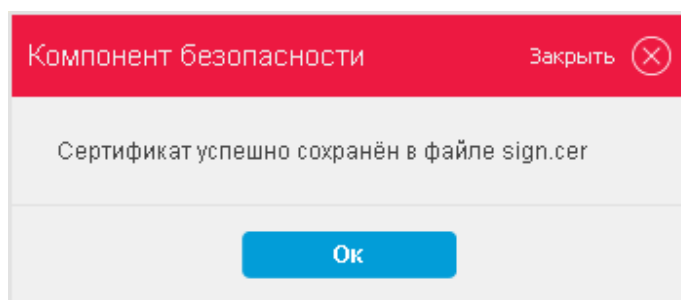 Компонент безопасности Закрыть
Сертификат успешно сохранён в файле sign.cer
Ок